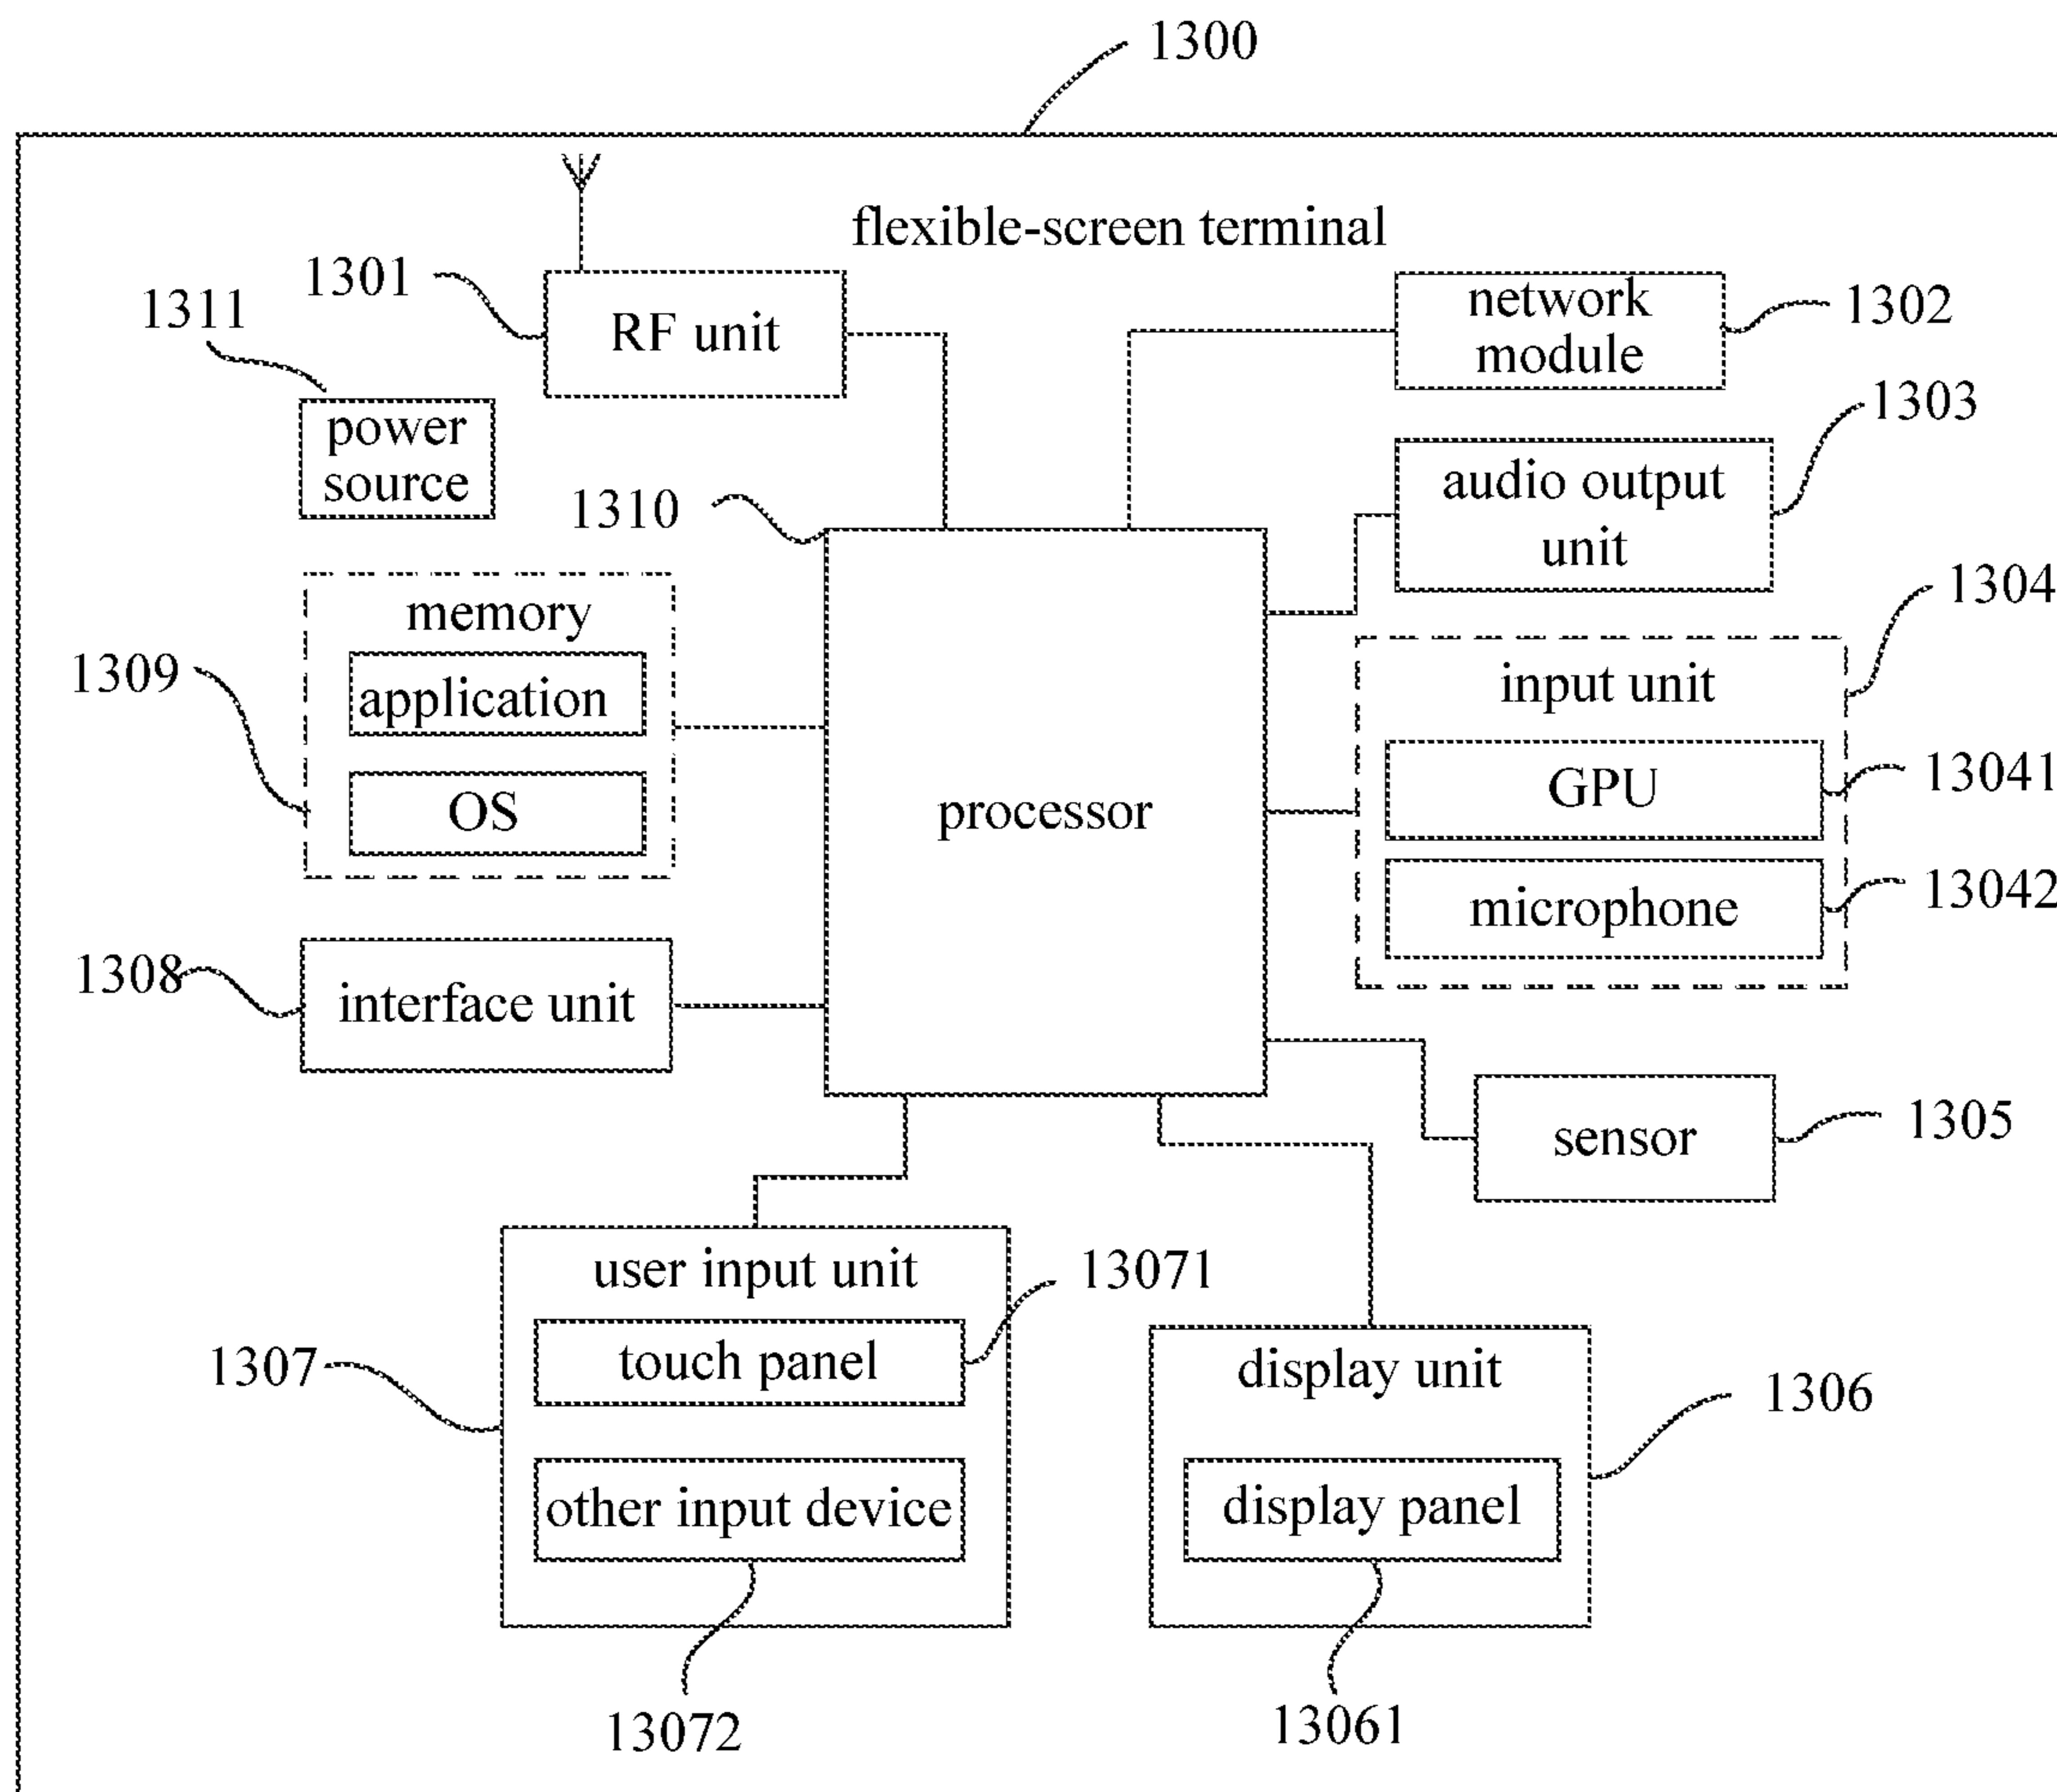 1300
flexible-screen terminal
1301
RF unit
1311
power
source
network
module
1302
1303
audio output
unit
1310
1304
memory
application
OS
1309
processor
input unit
GPU
13041
microphone
13042
1308
interface unit
sensor
1305
user input unit
13071
touch panel
1307
other input device
13072
display unit
1306
display panel
13061